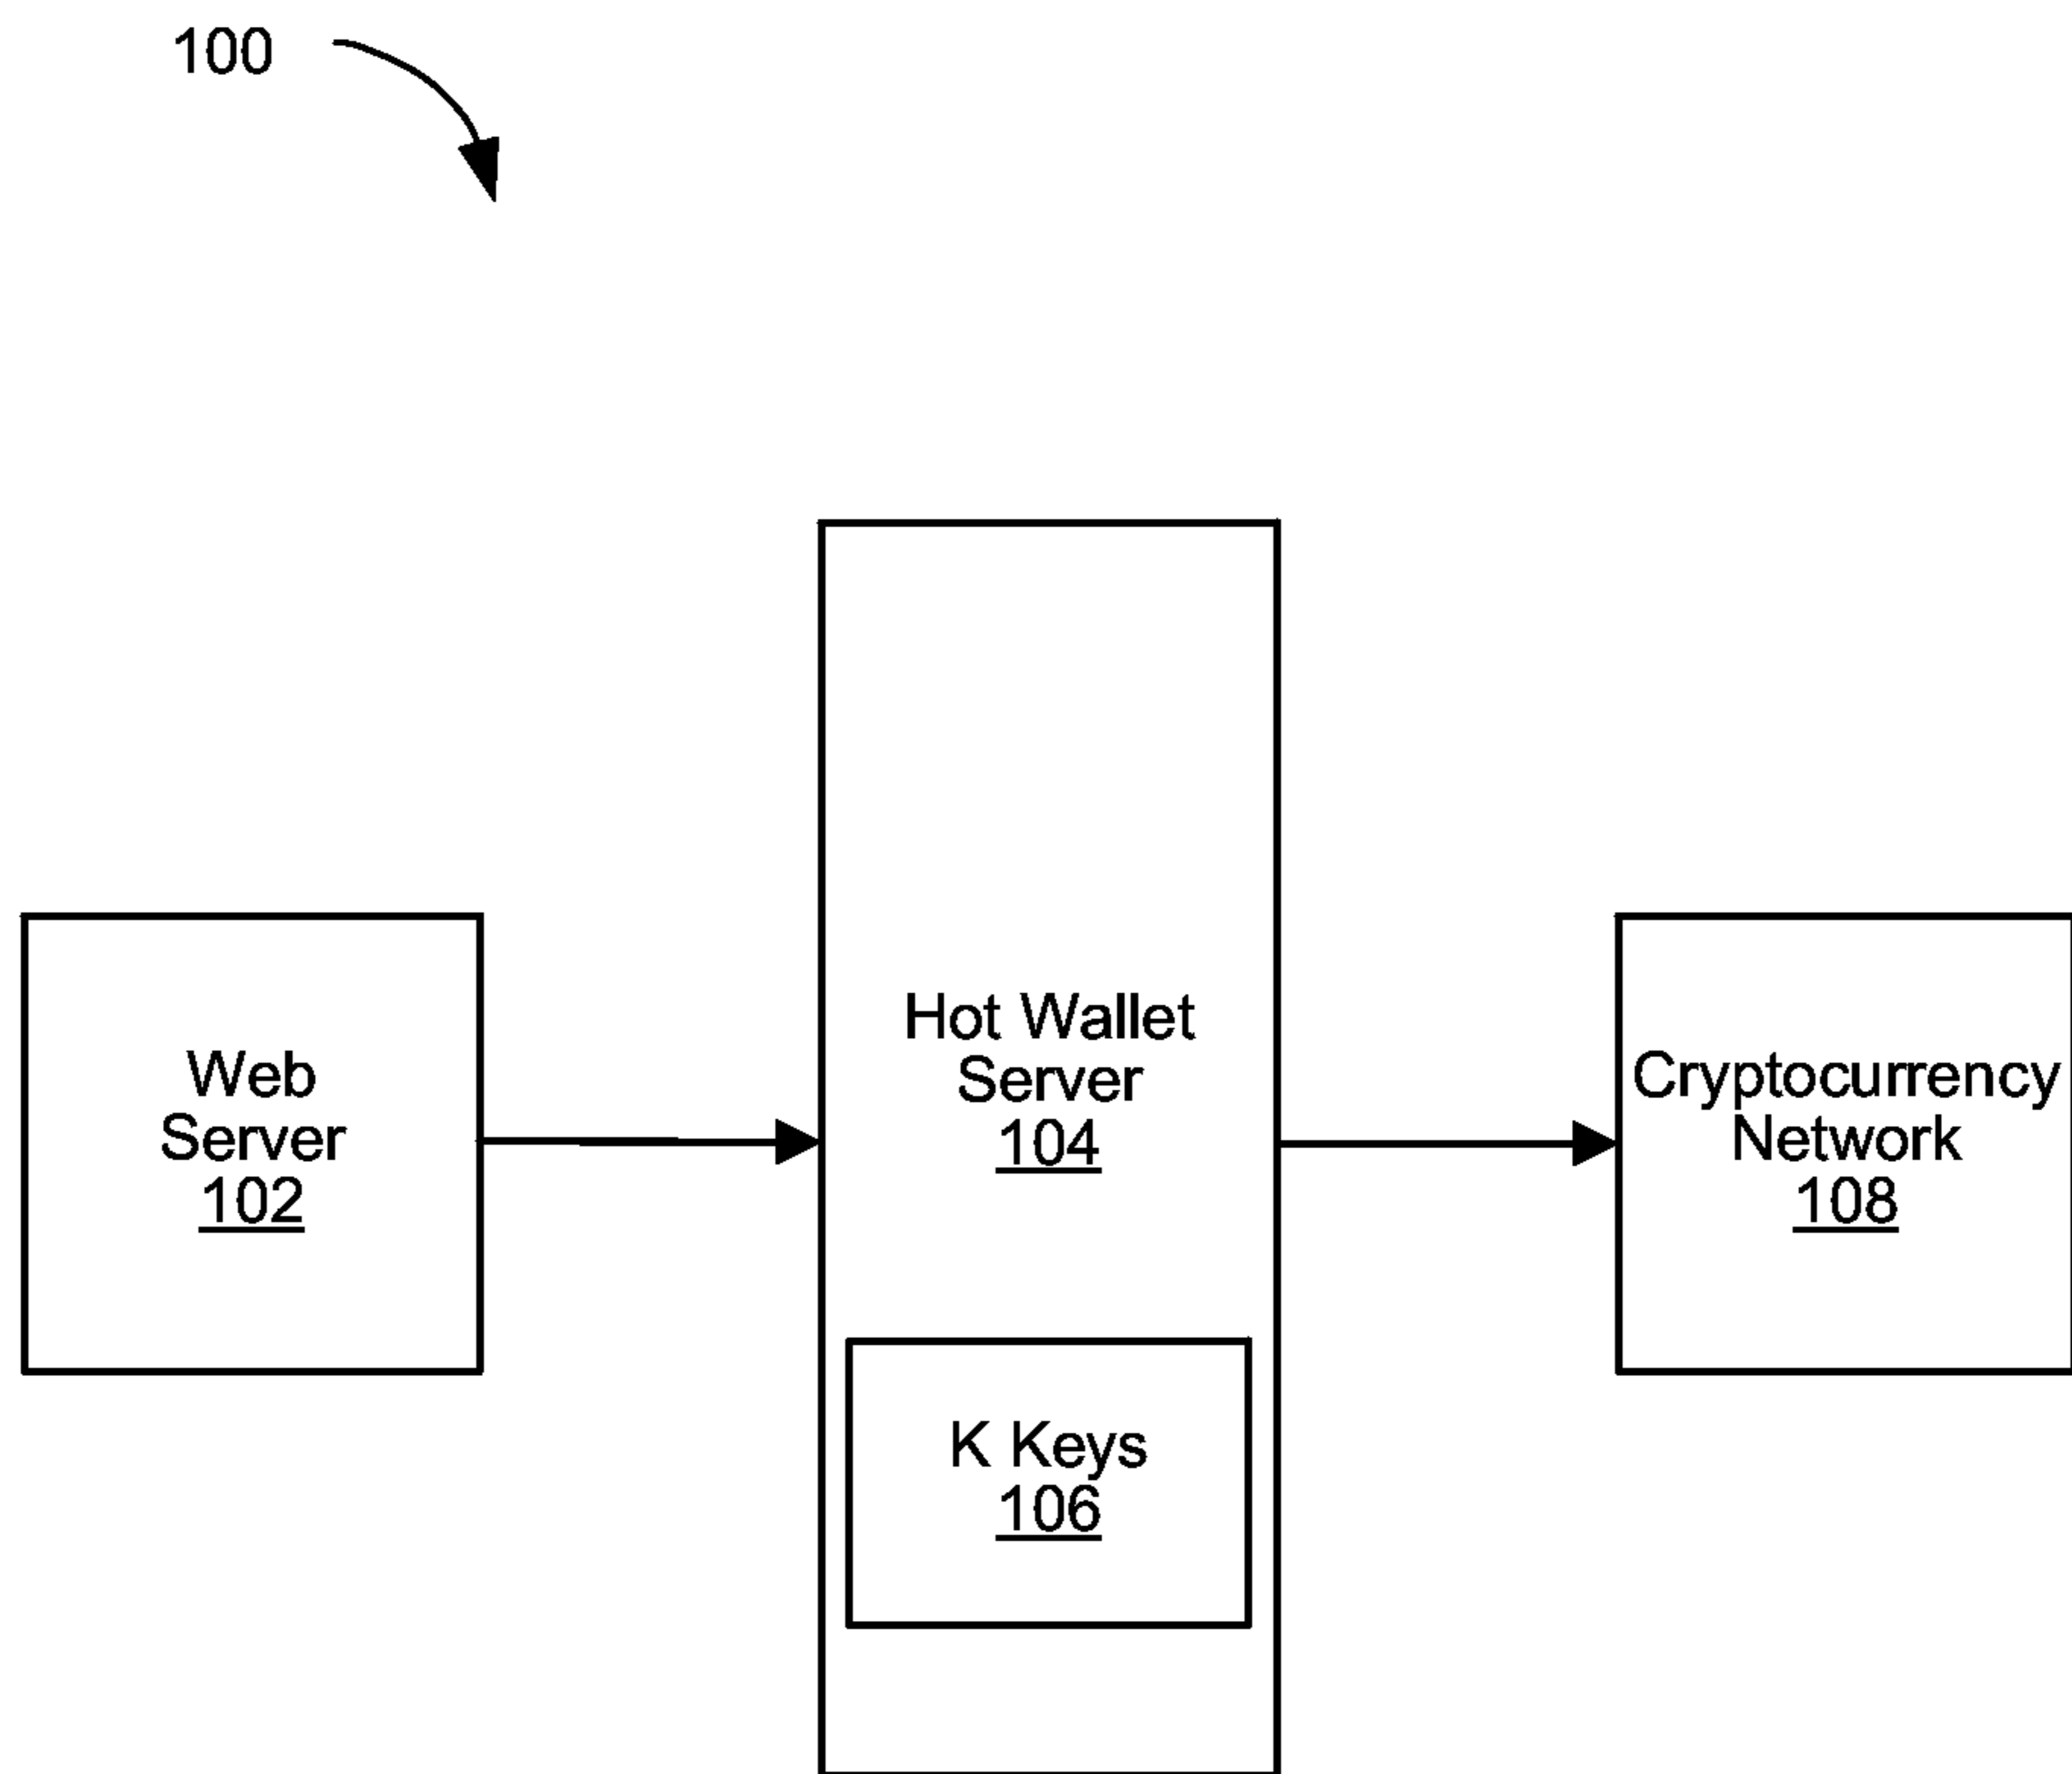 100
Web
Server
102
Hot Wallet
Server
104
K Keys
106
Cryptocurrency
Network
108